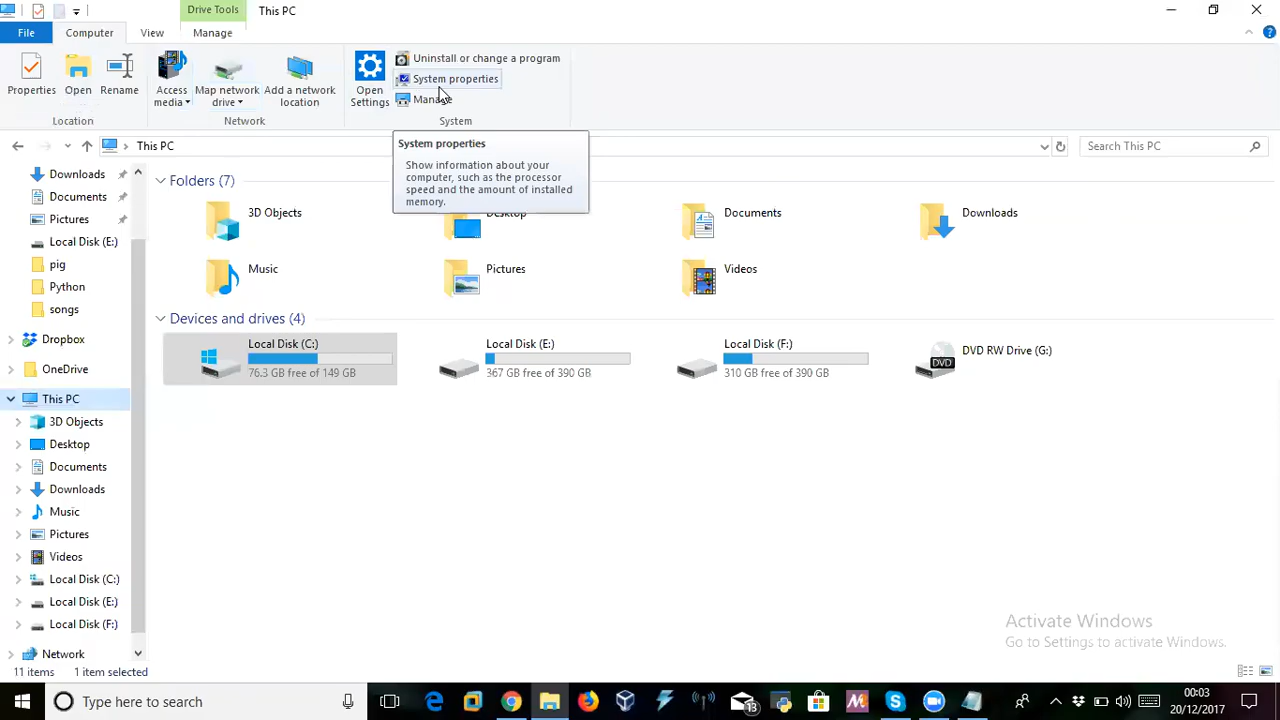 Drive Tools
This PC
File
Computer
View
Manage
Properties
Open
Rename
Access media
Map network drive
Add a network location
Open Settings
Uninstall or change a program
System properties
Manage
Location
Network
System
This PC
Search This PC
System properties
Show information about your
computer, such as the processor
speed and the amount of installed
memory.
Downloads
Documents
Pictures
Local Disk (E:)
pig
Python
songs
Dropbox
OneDrive
This PC
3D Objects
Desktop
Documents
Downloads
Music
Pictures
Videos
Local Disk (C:)
Local Disk (E:)
Local Disk (F:)
Network
Folders (7)
3D Objects
Desktop
Documents
Downloads
Music
Pictures
Videos
Devices and drives (4)
Local Disk (C:)
76.3 GB free of 149 GB
Local Disk (E:)
367 GB free of 390 GB
Local Disk (F:)
310 GB free of 390 GB
DVD
DVD RW Drive (G:)
Activate Windows
Go to Settings to activate Windows.
11 items
1 item selected
Type here to search
13
00:03
20/12/2017